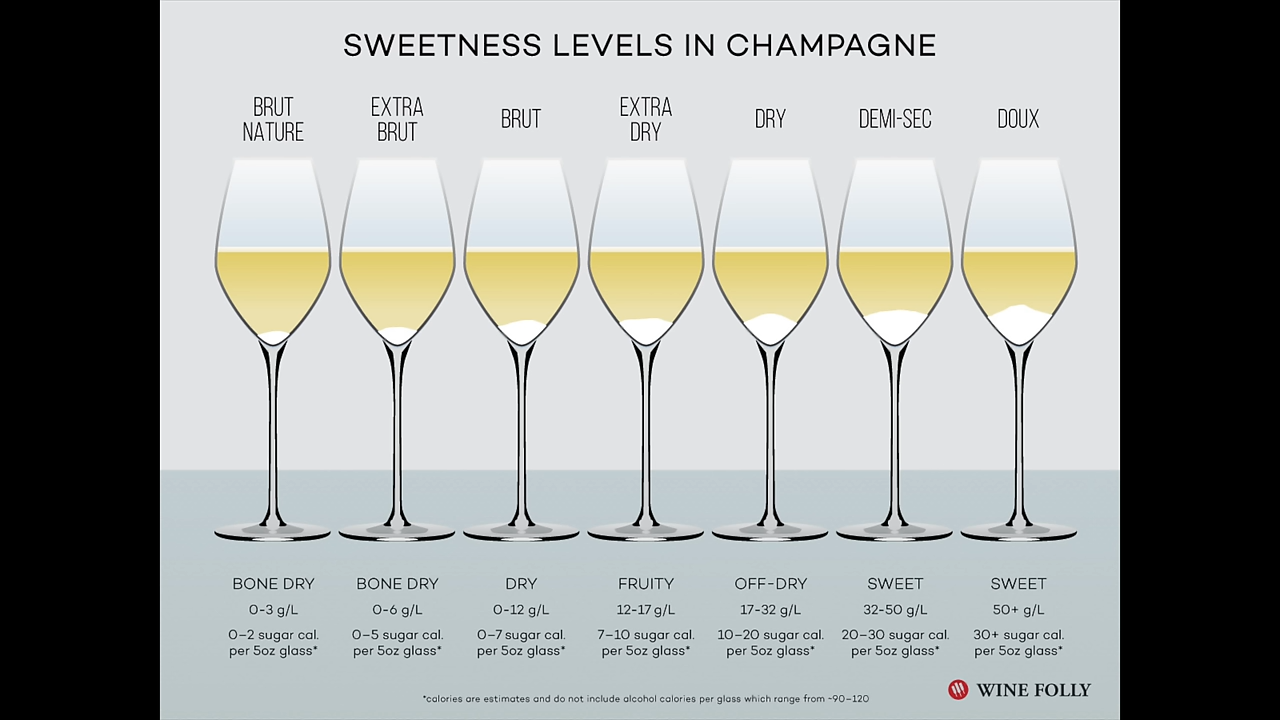 SWEETNESS LEVELS IN CHAMPAGNE
BRUT
NATURE
EXTRA
BRUT
BRUT
EXTRA
DRY
DRY
DEMI-SEC
DOUX
BONE DRY
0-3 g/L
0–2 sugar cal.
per 5oz glass*
BONE DRY
0-6 g/L
0–5 sugar cal.
per 5oz glass*
DRY
0-12 g/L
0–7 sugar cal.
per 5oz glass*
FRUITY
12-17 g/L
7–10 sugar cal.
per 5oz glass*
OFF-DRY
17-32 g/L
10–20 sugar cal.
per 5oz glass*
SWEET
32-50 g/L
20–30 sugar cal.
per 5oz glass*
SWEET
50+ g/L
30+ sugar cal.
per 5oz glass*
WINE FOLLY
*calories are estimates and do not include alcohol calories per glass which range from ~90–120